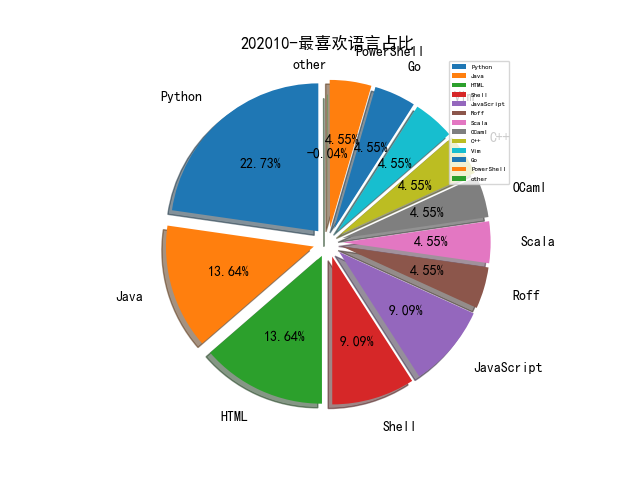 202010-最喜欢语言占比
PowerShell
other
Go
Python
C++
OCaml
Scala
Roff
JavaScript
Shell
HTML
Java
22.73%
13.64%
13.64%
9.09%
9.09%
4.55%
4.55%
4.55%
4.55%
4.55%
4.55%
4.55%
-0.04%
Python
Java
HTML
Shell
JavaScript
Roff
Scala
OCaml
C++
Vim
Go
PowerShell
other